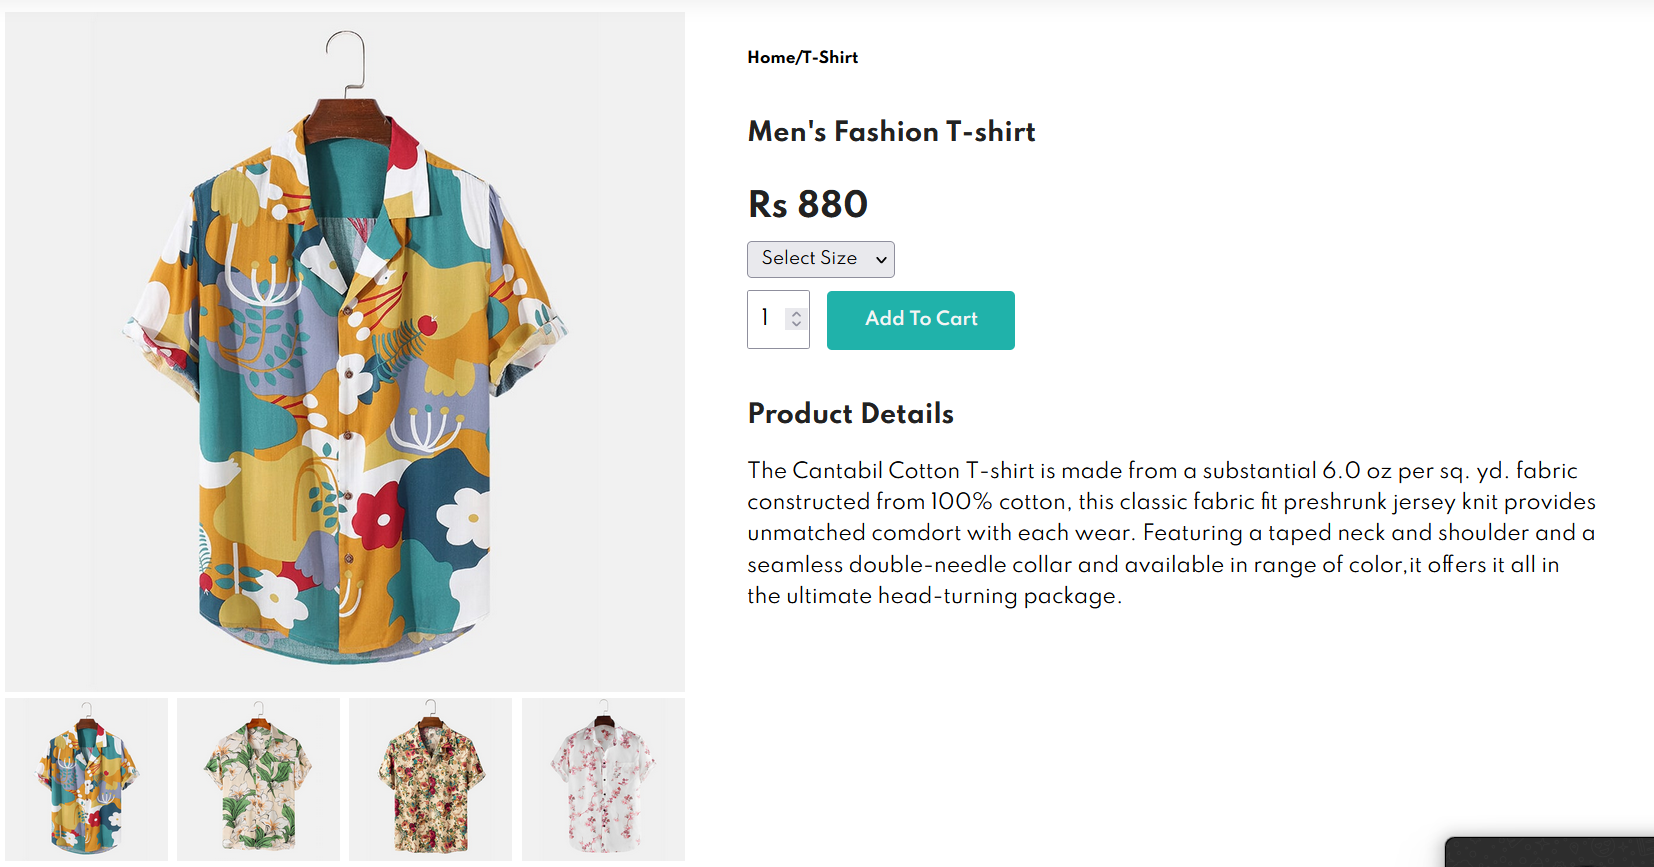 Home/T-Shirt
Men's Fashion T-shirt
Rs 880
Select Size
1
Add To Cart
Product Details
The Cantabil Cotton T-shirt is made from a substantial 6.0 oz per sq. yd. fabric
constructed from 100% cotton, this classic fabric fit preshrunk jersey knit provides
unmatched comdort with each wear. Featuring a taped neck and shoulder and a
seamless double-needle collar and available in range of color,it offers it all in
the ultimate head-turning package.